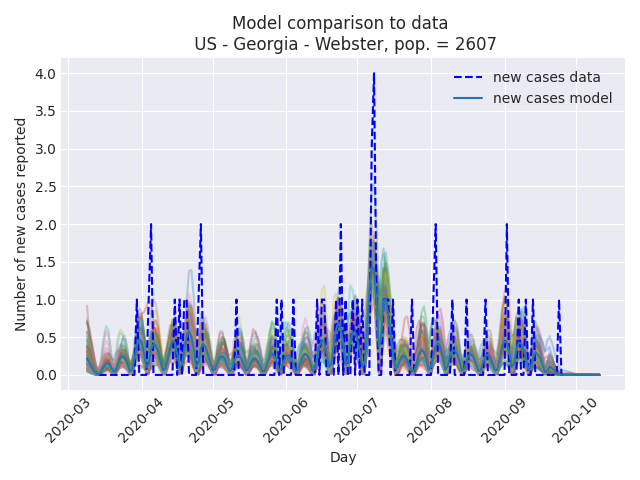 Model comparison to data
US - Georgia - Webster, pop. = 2607
new cases data
new cases model
Number of new cases reported
4.0
3.5
3.0
2.5
2.0
1.5
1.0
0.5
0.0
2020-03
2020-04
2020-05
2020-06
2020-07
2020-08
2020-09
2020-10
Day